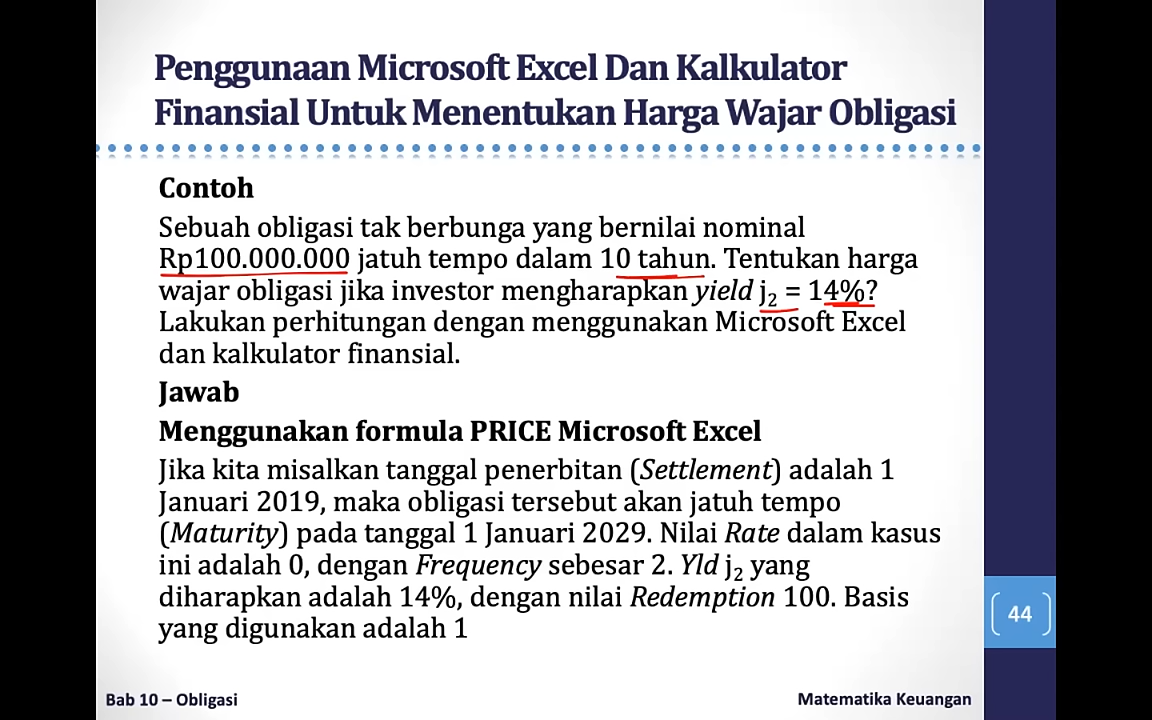 Penggunaan Microsoft Excel Dan Kalkulator
Finansial Untuk Menentukan Harga Wajar Obligasi
Contoh
Sebuah obligasi tak berbunga yang bernilai nominal
Rp100.000.000 jatuh tempo dalam 10 tahun. Tentukan harga
wajar obligasi jika investor mengharapkan yield j₂ = 14%?
Lakukan perhitungan dengan menggunakan Microsoft Excel
dan kalkulator finansial.
Jawab
Menggunakan formula PRICE Microsoft Excel
Jika kita misalkan tanggal penerbitan (Settlement) adalah 1
Januari 2019, maka obligasi tersebut akan jatuh tempo
(Maturity) pada tanggal 1 Januari 2029. Nilai Rate dalam kasus
ini adalah 0, dengan Frequency sebesar 2. Yld j₂ yang
diharapkan adalah 14%, dengan nilai Redemption 100. Basis
yang digunakan adalah 1
44
Bab 10 – Obligasi
Matematika Keuangan